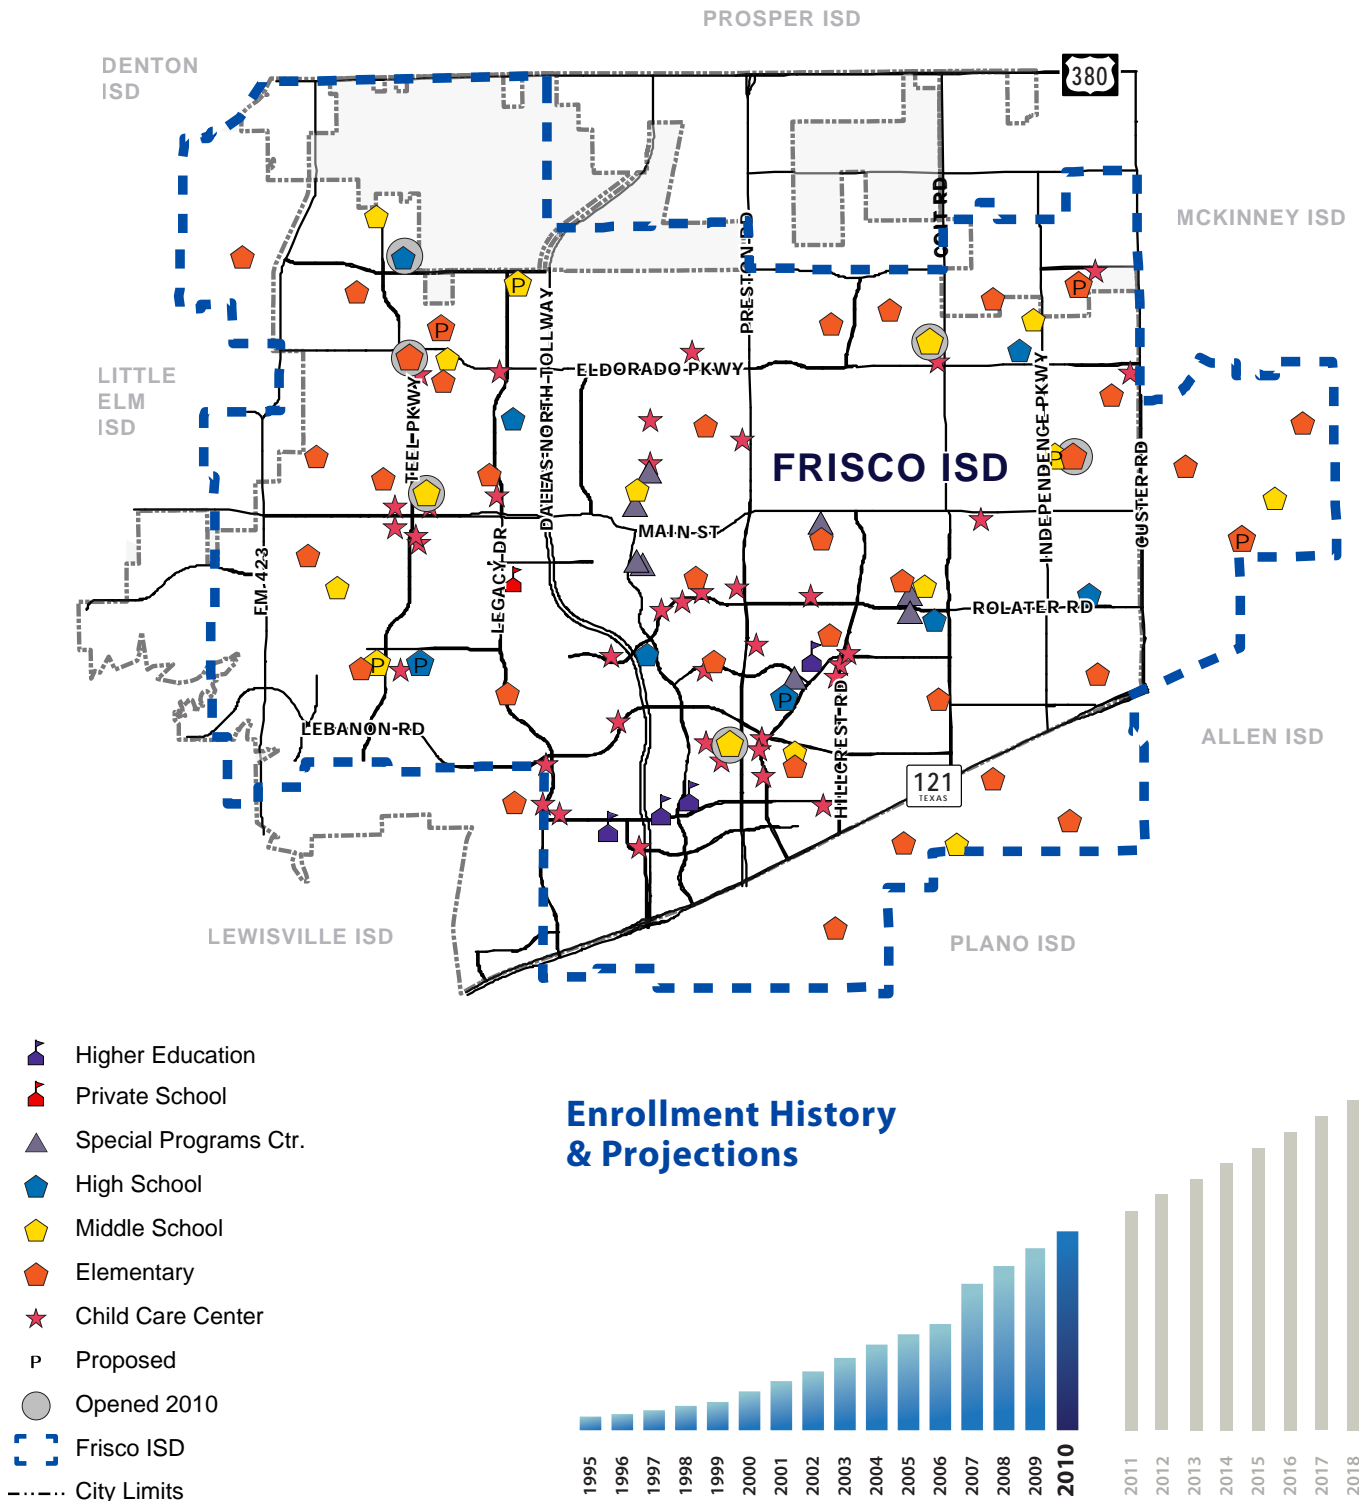 PROSPER ISD
DENTON
ISD
380
MCKINNEY ISD
COIT RD
PRESTON RD
P
P
P
DALLAS NORTH TOLLWAY
ELDORADO PKWY
LITTLE
ELM
ISD
TEEL PKWY
INDEPENDENCE PKWY
FRISCO ISD
P
CUSTER RD
MAIN ST
P
FM 423
LEGACY DR
ROLATER RD
P
P
P
HILLCREST RD
LEBANON RD
ALLEN ISD
121
TEXAS
LEWISVILLE ISD
PLANO ISD
Higher Education
Private School
Special Programs Ctr.
High School
Middle School
Elementary
Child Care Center
P Proposed
Opened 2010
Frisco ISD
City Limits
Enrollment History
& Projections
1995
1996
1997
1998
1999
2000
2001
2002
2003
2004
2005
2006
2007
2008
2009
2010
2011
2012
2013
2014
2015
2016
2017
2018